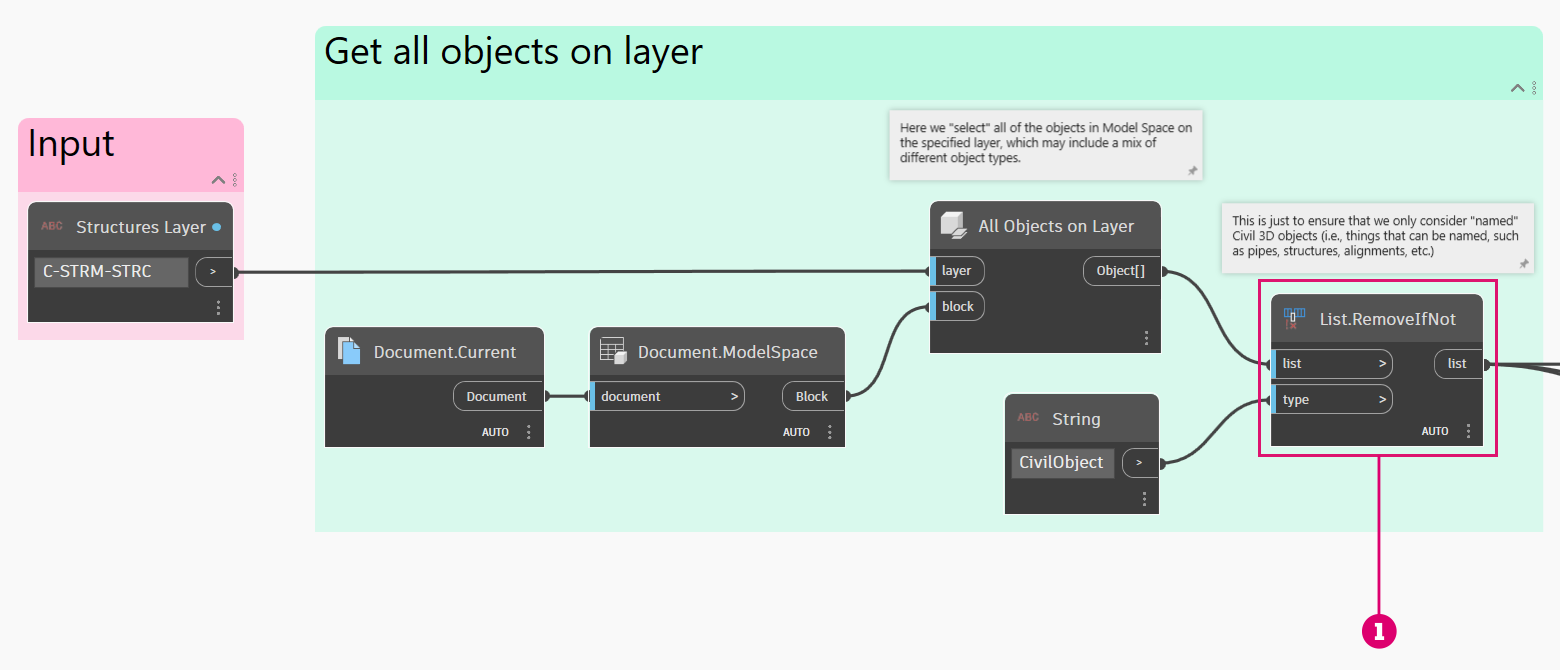 Get all objects on layer
Input
Here we "select" all of the objects in Model Space on
the specified layer, which may include a mix of
different object types.
This is just to ensure that we only consider "named"
Civil 3D objects (i.e., things that can be named, such
as pipes, structures, alignments, etc.)
ABC Structures Layer
C-STRM-STRC >
All Objects on Layer
layer Object[]
block
Document.Current
Document
AUTO
Document.ModelSpace
document > Block
AUTO
ABC String
CivilObject >
List.RemoveIfNot
list > list
type >
AUTO
1